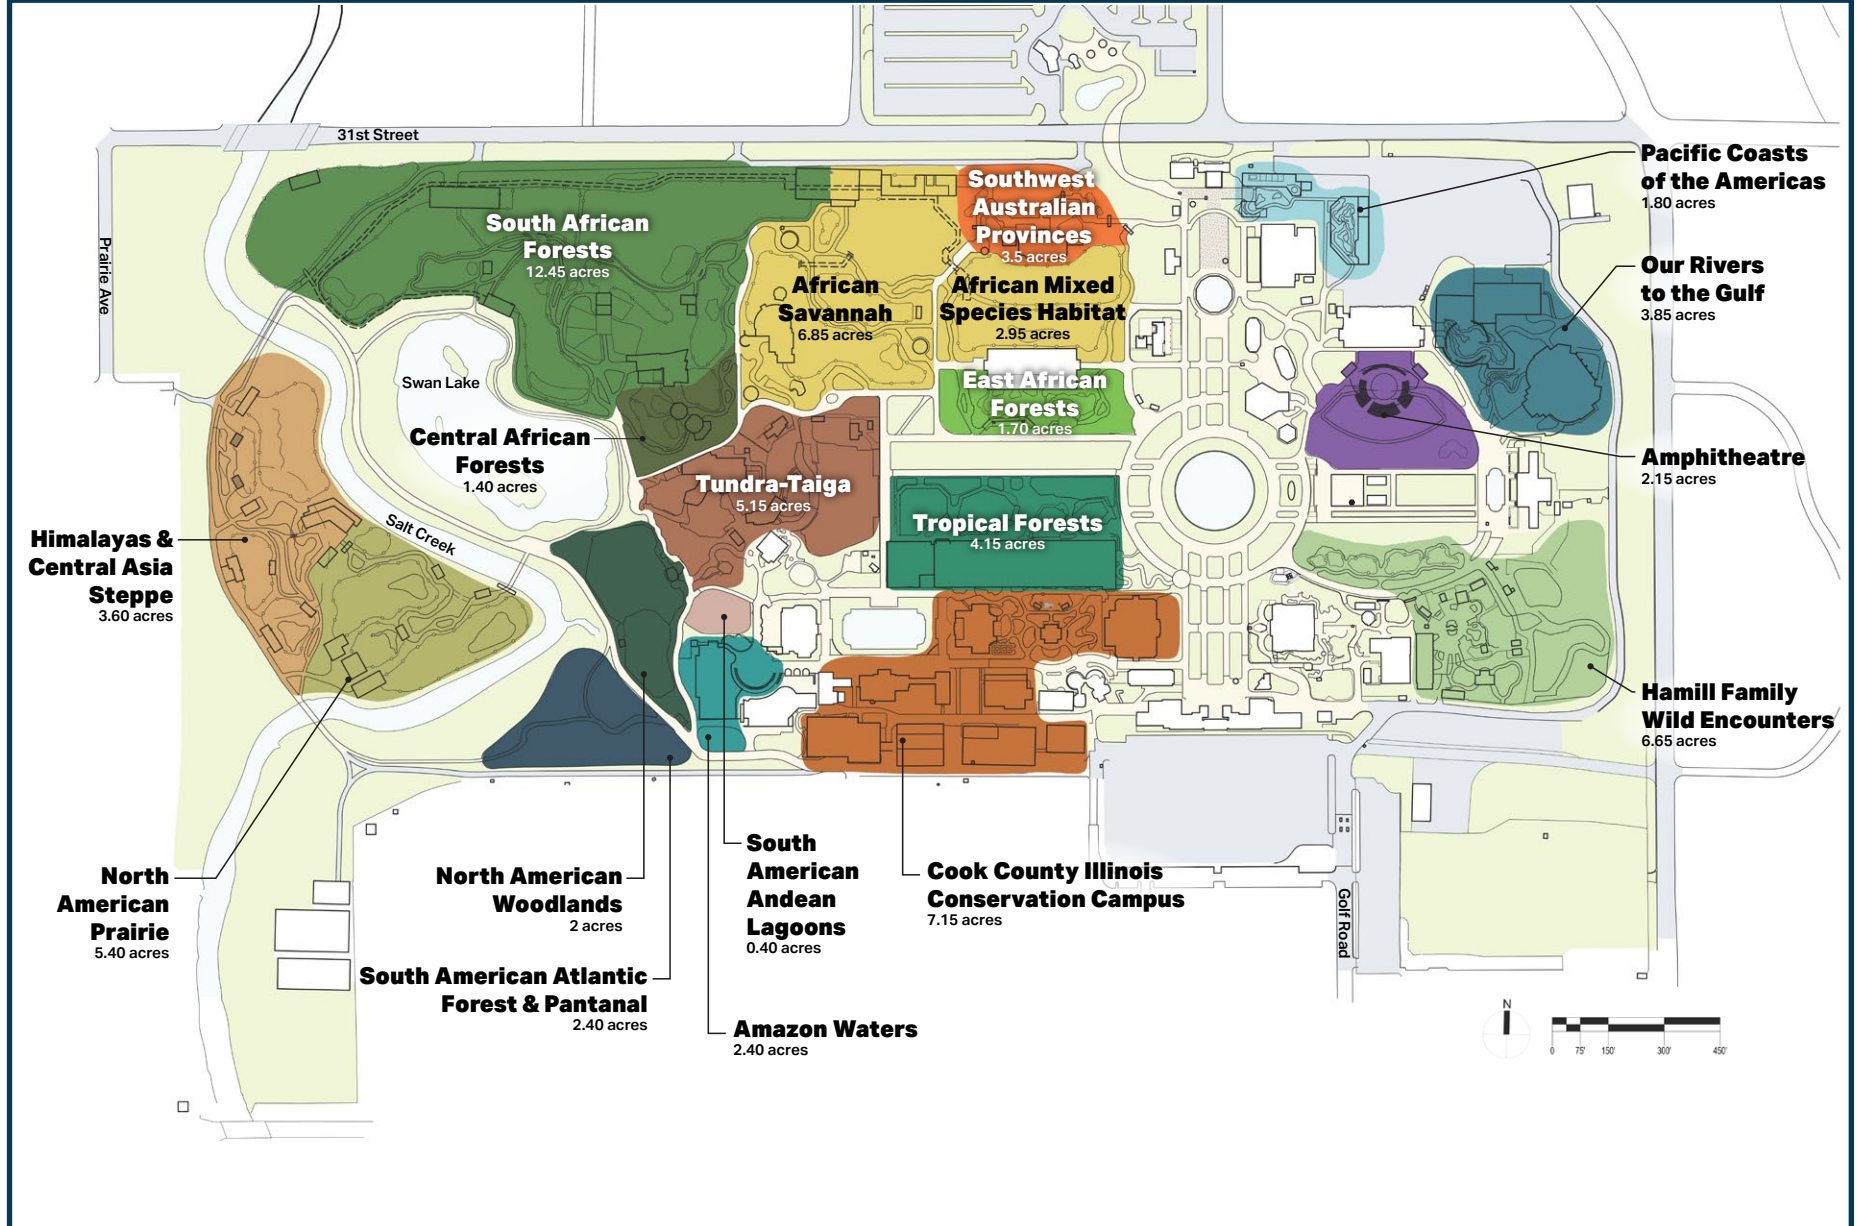 31st Street
Prairie Ave
South African
Forests
12.45 acres
Southwest
Australian
Provinces
3.5 acres
African
Savannah
6.85 acres
African Mixed
Species Habitat
2.95 acres
East African
Forests
1.70 acres
Pacific Coasts
of the Americas
1.80 acres
Our Rivers
to the Gulf
3.85 acres
Amphitheatre
2.15 acres
Swan Lake
Central African
Forests
1.40 acres
Tundra-Taiga
5.15 acres
Tropical Forests
4.15 acres
Salt Creek
Himalayas &
Central Asia
Steppe
3.60 acres
Hamill Family
Wild Encounters
6.65 acres
North
American
Prairie
5.40 acres
North American
Woodlands
2 acres
South American Atlantic
Forest & Pantanal
2.40 acres
South
American
Andean
Lagoons
0.40 acres
Amazon Waters
2.40 acres
Cook County Illinois
Conservation Campus
7.15 acres
Golf Road
N
0 75' 150' 300' 450'